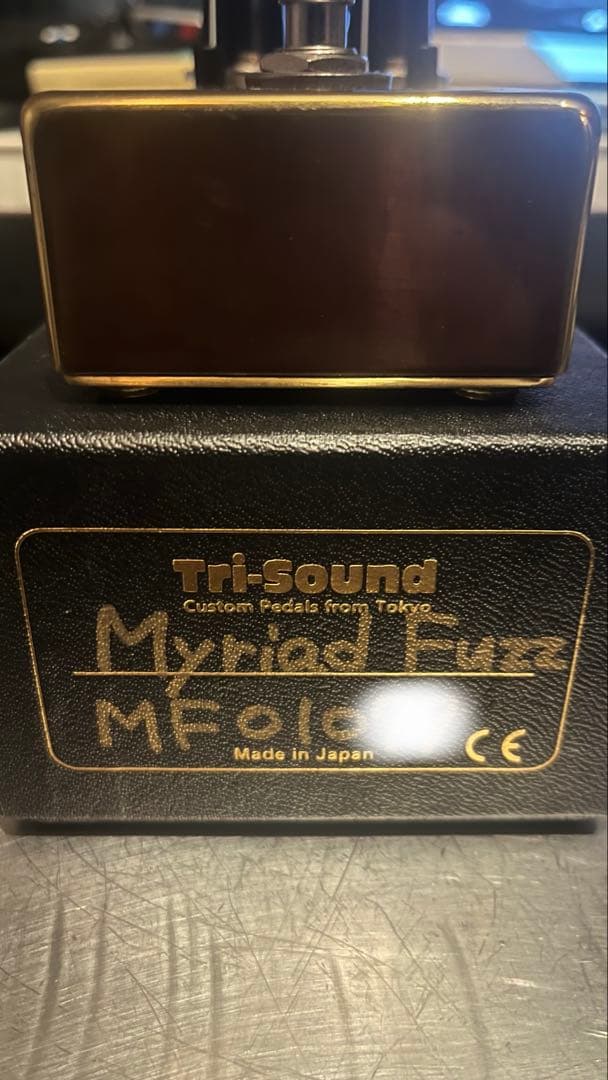 Tri-Sound
Custom Pedals from Tokyo
Myriad Fuzz
MF010
Made in Japan
CE